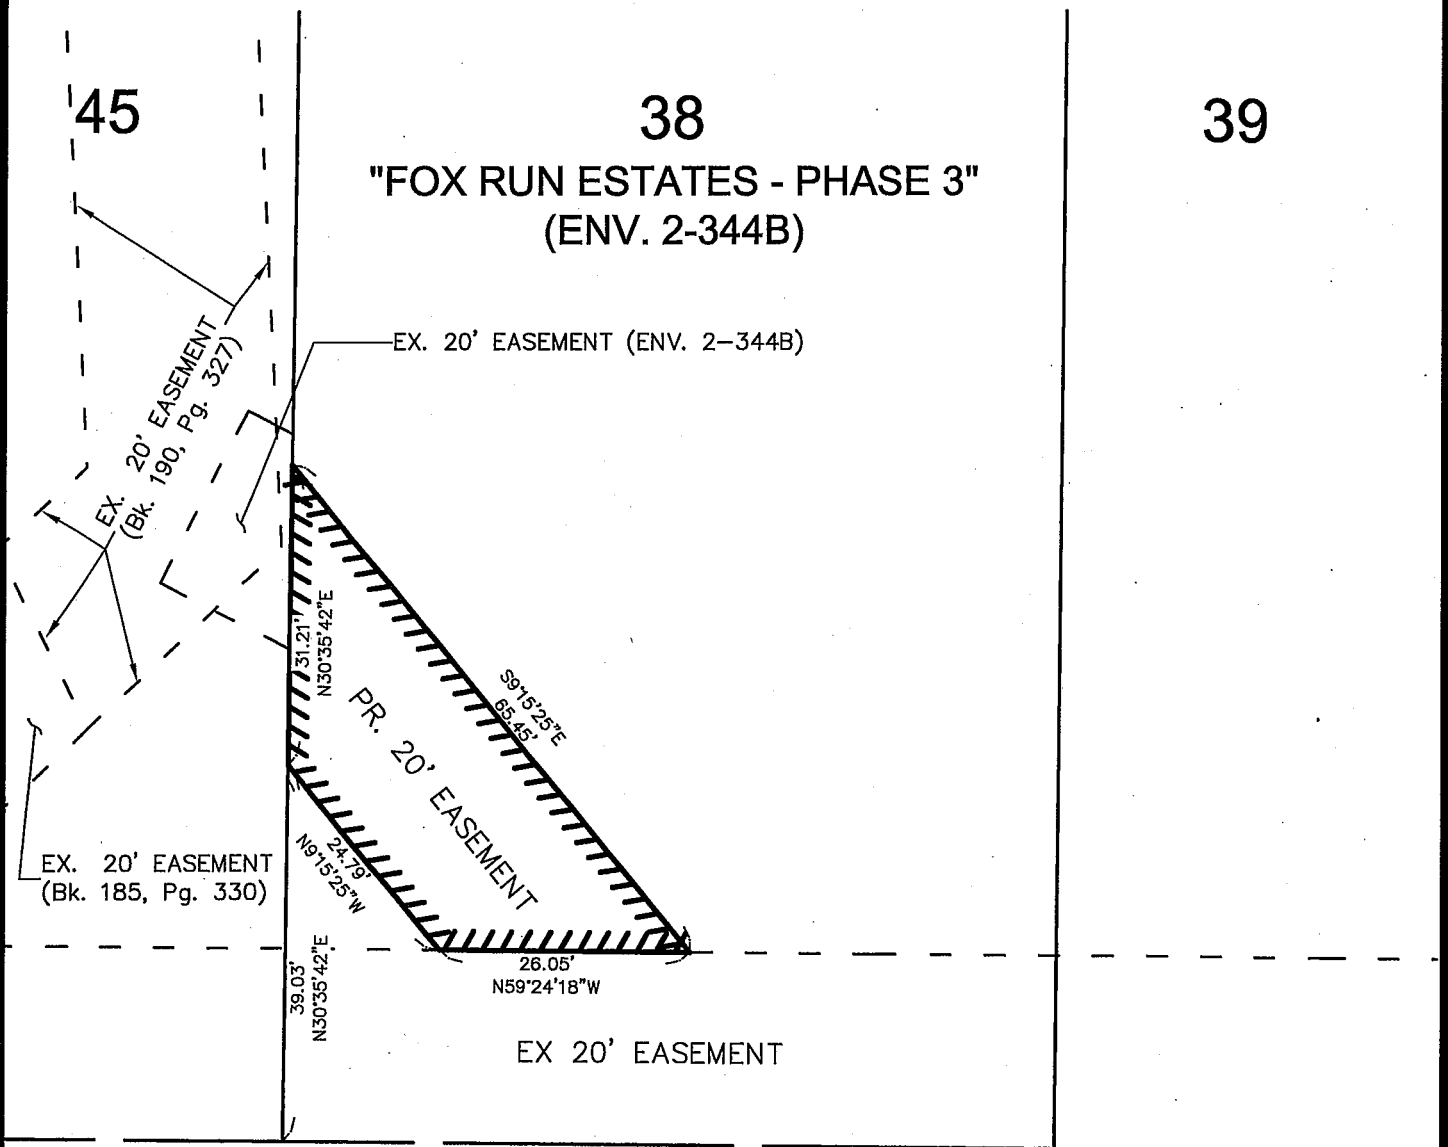 45
38
39
"FOX RUN ESTATES - PHASE 3"
(ENV. 2-344B)
EX. 20' EASEMENT (ENV. 2-344B)
EX. 20' EASEMENT
(Bk. 190, Pg. 327)
31.21'
N30°35'42"E
S9°15'25"E
65.45'
PR. 20' EASEMENT
24.79'
N9°15'25"W
EX. 20' EASEMENT
(Bk. 185, Pg. 330)
39.03'
N30°35'42"E
26.05'
N59°24'18"W
EX 20' EASEMENT